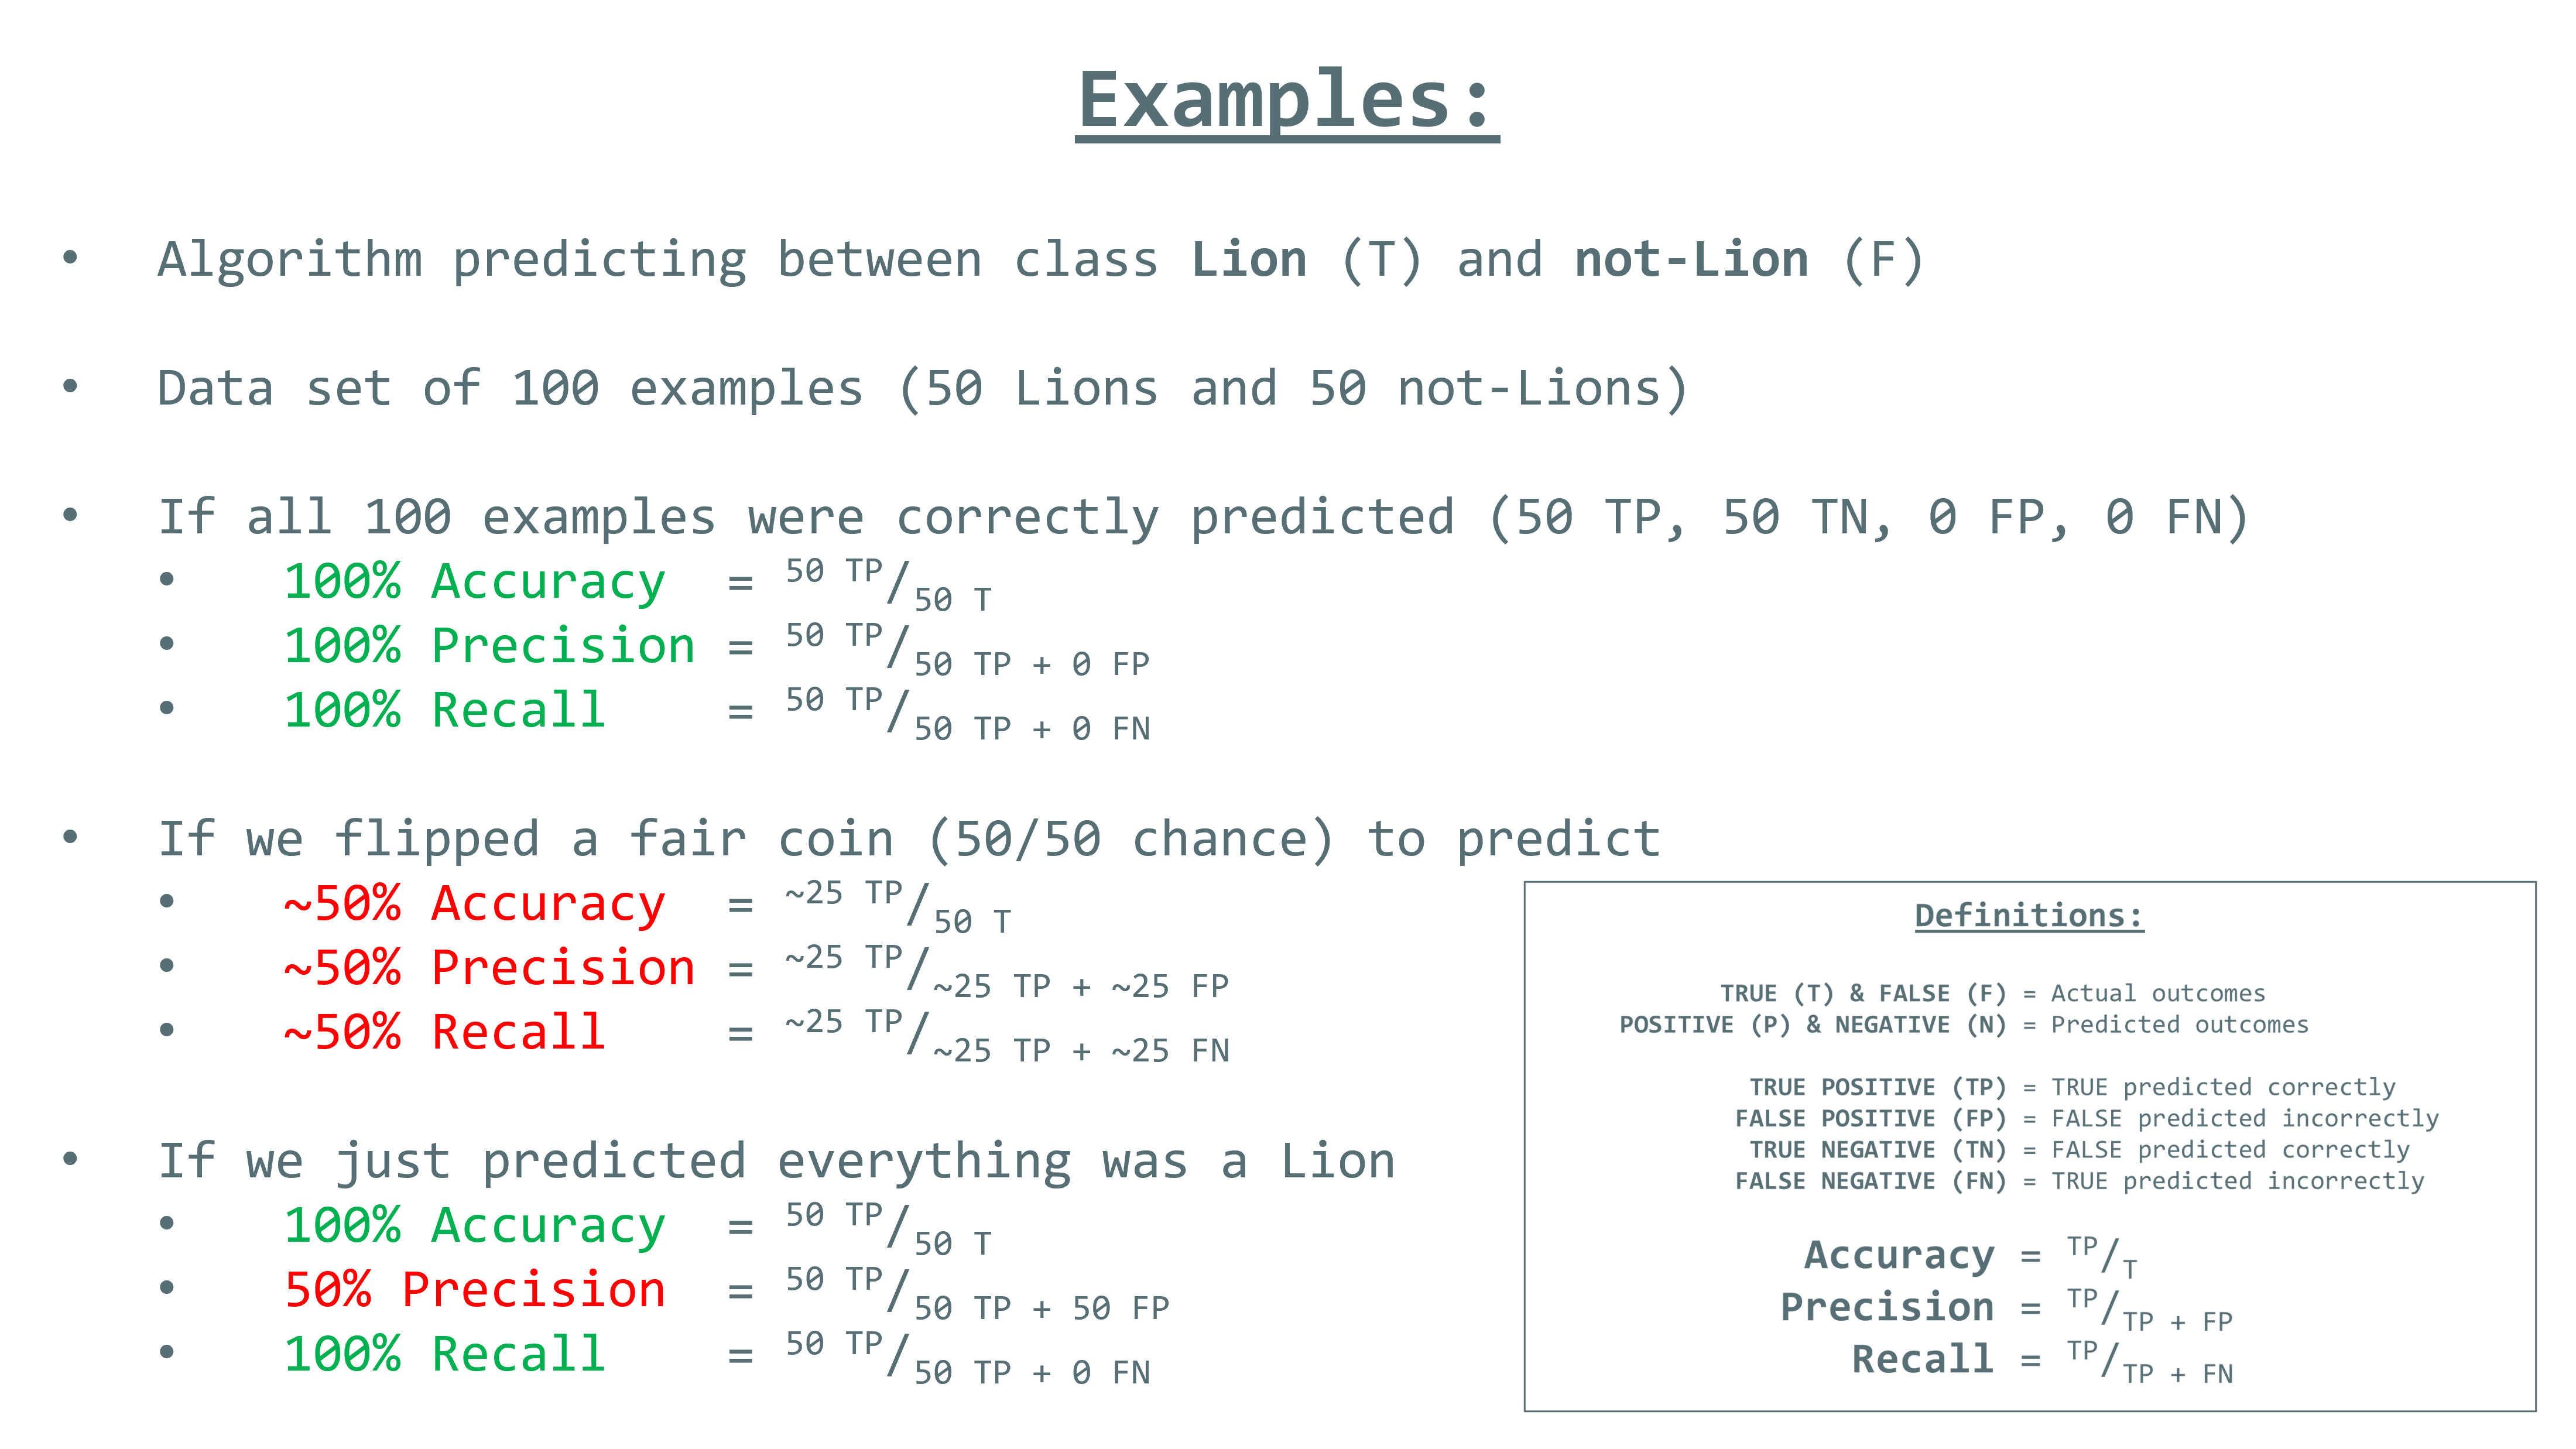 Examples:
• Algorithm predicting between class Lion (T) and not-Lion (F)
• Data set of 100 examples (50 Lions and 50 not-Lions)
• If all 100 examples were correctly predicted (50 TP, 50 TN, 0 FP, 0 FN)
• 100% Accuracy = 50 TP/50 T
• 100% Precision = 50 TP/50 TP + 0 FP
• 100% Recall = 50 TP/50 TP + 0 FN
• If we flipped a fair coin (50/50 chance) to predict
• ~50% Accuracy = ~25 TP/50 T
• ~50% Precision = ~25 TP/~25 TP + ~25 FP
• ~50% Recall = ~25 TP/~25 TP + ~25 FN
• If we just predicted everything was a Lion
• 100% Accuracy = 50 TP/50 T
• 50% Precision = 50 TP/50 TP + 50 FP
• 100% Recall = 50 TP/50 TP + 0 FN
Definitions:
TRUE (T) & FALSE (F) = Actual outcomes
POSITIVE (P) & NEGATIVE (N) = Predicted outcomes
TRUE POSITIVE (TP) = TRUE predicted correctly
FALSE POSITIVE (FP) = FALSE predicted incorrectly
TRUE NEGATIVE (TN) = FALSE predicted correctly
FALSE NEGATIVE (FN) = TRUE predicted incorrectly
Accuracy = TP/T
Precision = TP/TP + FP
Recall = TP/TP + FN